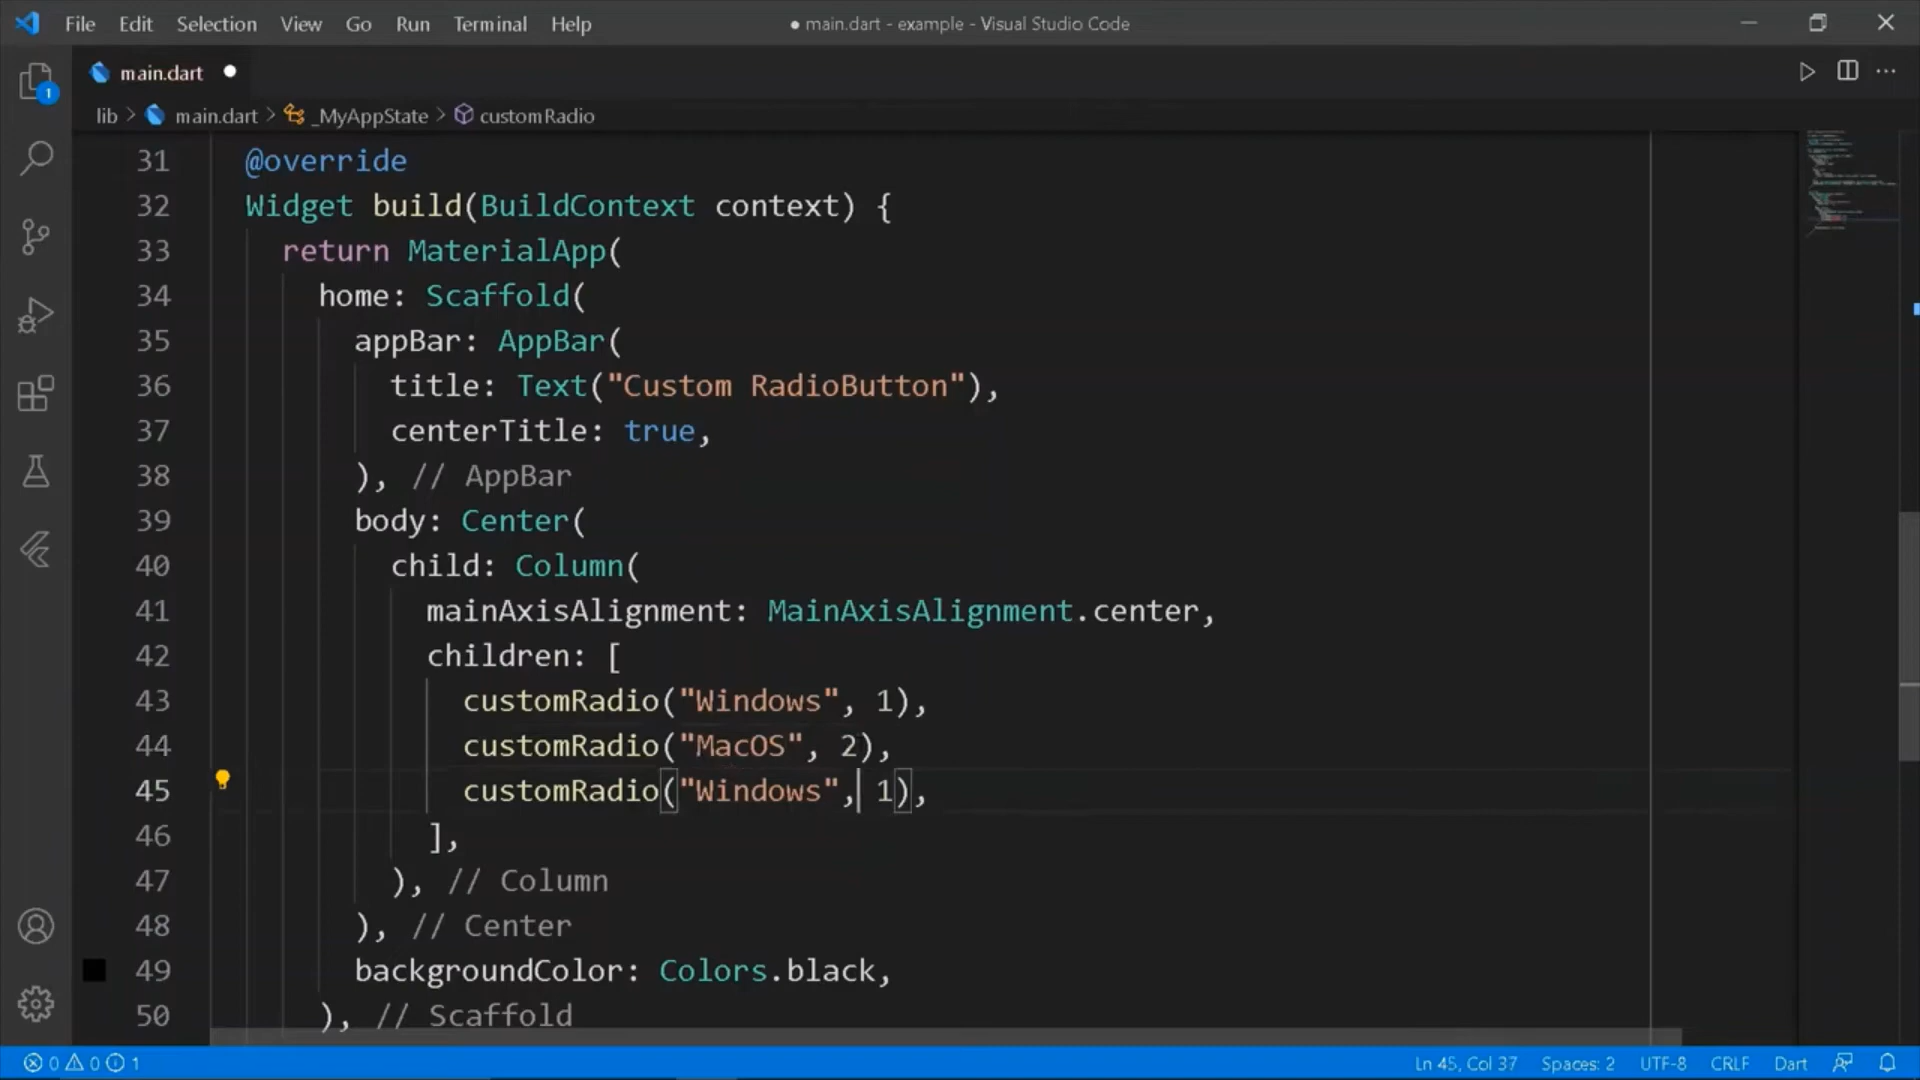 File Edit Selection View Go Run Terminal Help ● main.dart - example - Visual Studio Code
main.dart
lib > main.dart > _MyAppState > customRadio
1
31 @override
32 Widget build(BuildContext context) {
33 return MaterialApp(
34 home: Scaffold(
35 appBar: AppBar(
36 title: Text("Custom RadioButton"),
37 centerTitle: true,
38 ), // AppBar
39 body: Center(
40 child: Column(
41 mainAxisAlignment: MainAxisAlignment.center,
42 children: [
43 customRadio("Windows", 1),
44 customRadio("MacOS", 2),
45 customRadio("Windows", 1),
46 ],
47 ), // Column
48 ), // Center
49 backgroundColor: Colors.black,
50 ), // Scaffold
0 0 1 Ln 45, Col 37 Spaces: 2 UTF-8 CRLF Dart